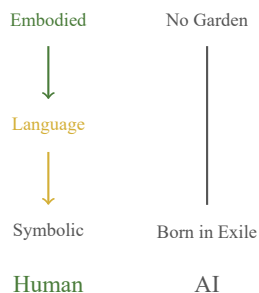 Embodied
No Garden
Language
Symbolic
Born in Exile
Human
AI